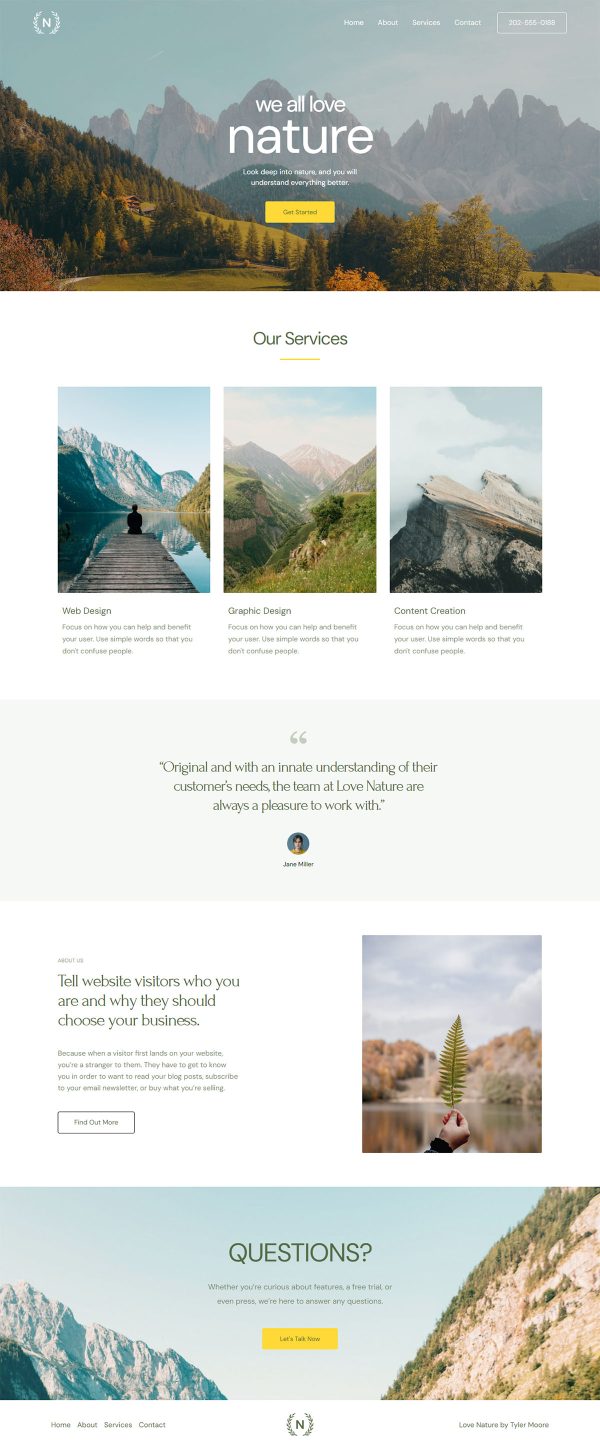 N
Home About Services Contact 202-555-0188
we all love
nature
Look deep into nature, and you will
understand everything better.
Get Started
Our Services
Web Design
Focus on how you can help and benefit
your user. Use simple words so that you
don't confuse people.
Graphic Design
Focus on how you can help and benefit
your user. Use simple words so that you
don't confuse people.
Content Creation
Focus on how you can help and benefit
your user. Use simple words so that you
don't confuse people.
“
“Original and with an innate understanding of their
customer’s needs, the team at Love Nature are
always a pleasure to work with.”
Jane Miller
ABOUT US
Tell website visitors who you
are and why they should
choose your business.
Because when a visitor first lands on your website,
you’re a stranger to them. They have to get to know
you in order to want to read your blog posts, subscribe
to your email newsletter, or buy what you’re selling.
Find Out More
QUESTIONS?
Whether you’re curious about features, a free trial, or
even press, we’re here to answer any questions.
Let’s Talk Now
Home About Services Contact
N
Love Nature by Tyler Moore